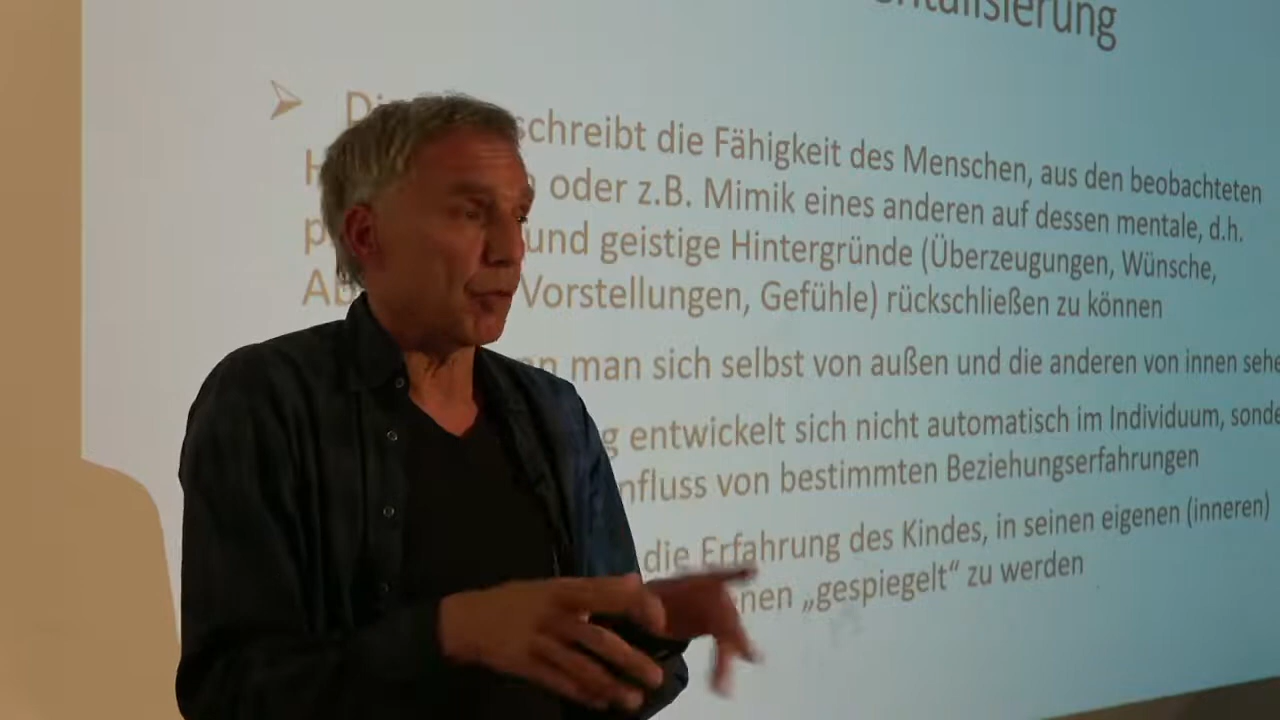 ntalisierung
schreibt die Fähigkeit des Menschen, aus den beobachteten
oder z.B. Mimik eines anderen auf dessen mentale, d.h.
und geistige Hintergründe (Überzeugungen, Wünsche,
Vorstellungen, Gefühle) rückschließen zu können
man sich selbst von außen und die anderen von innen sehe
g entwickelt sich nicht automatisch im Individuum, sonde
nfluss von bestimmten Beziehungserfahrungen
die Erfahrung des Kindes, in seinen eigenen (inneren)
nen „gespiegelt“ zu werden